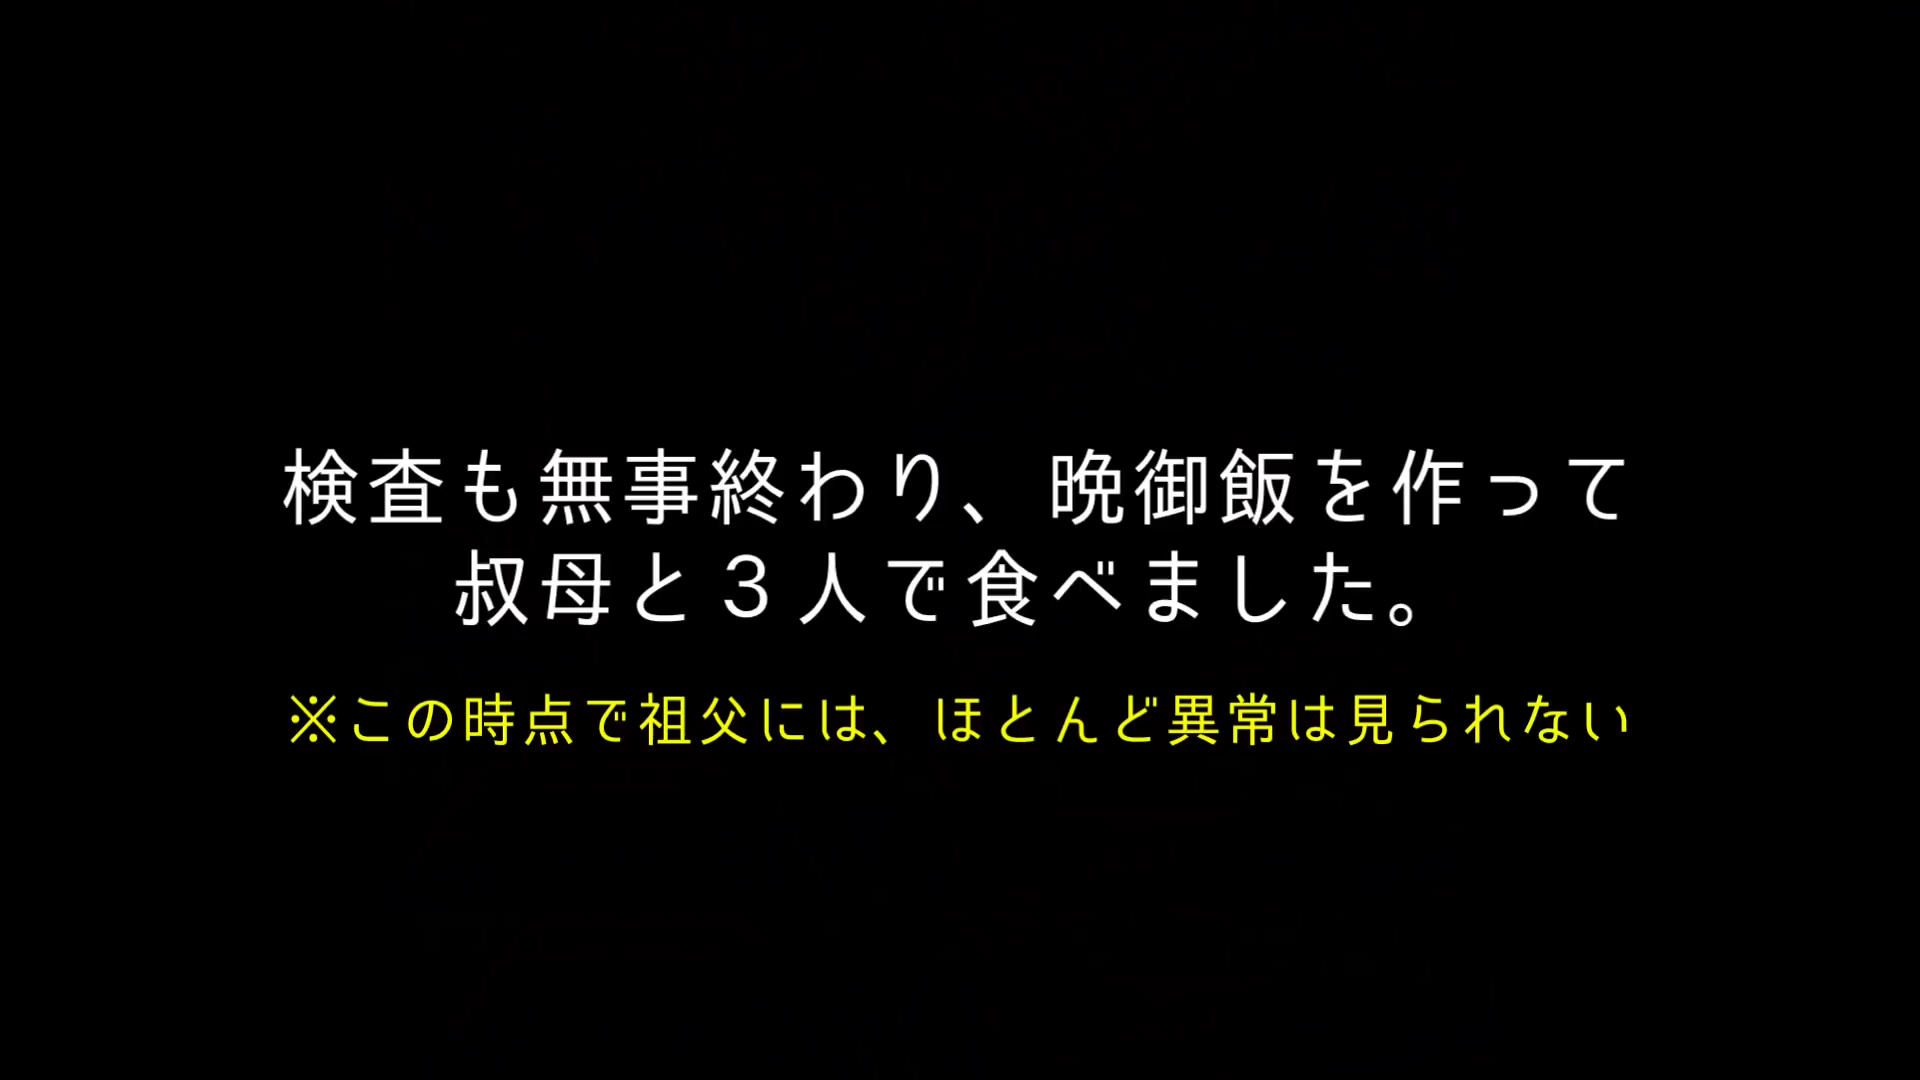 検査も無事終わり、晩御飯を作って
叔母と３人で食べました。
※この時点で祖父には、ほとんど異常は見られない